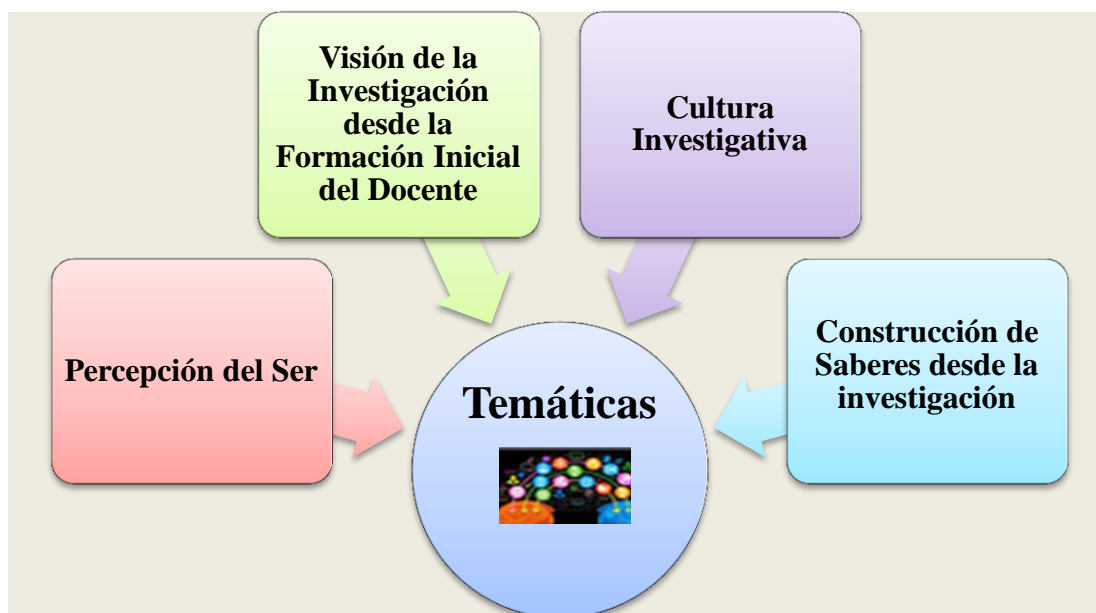 Visión de la
Investigación
desde la
Formación Inicial
del Docente
Cultura
Investigativa
Percepción del Ser
Construcción de
Saberes desde la
investigación
Temáticas